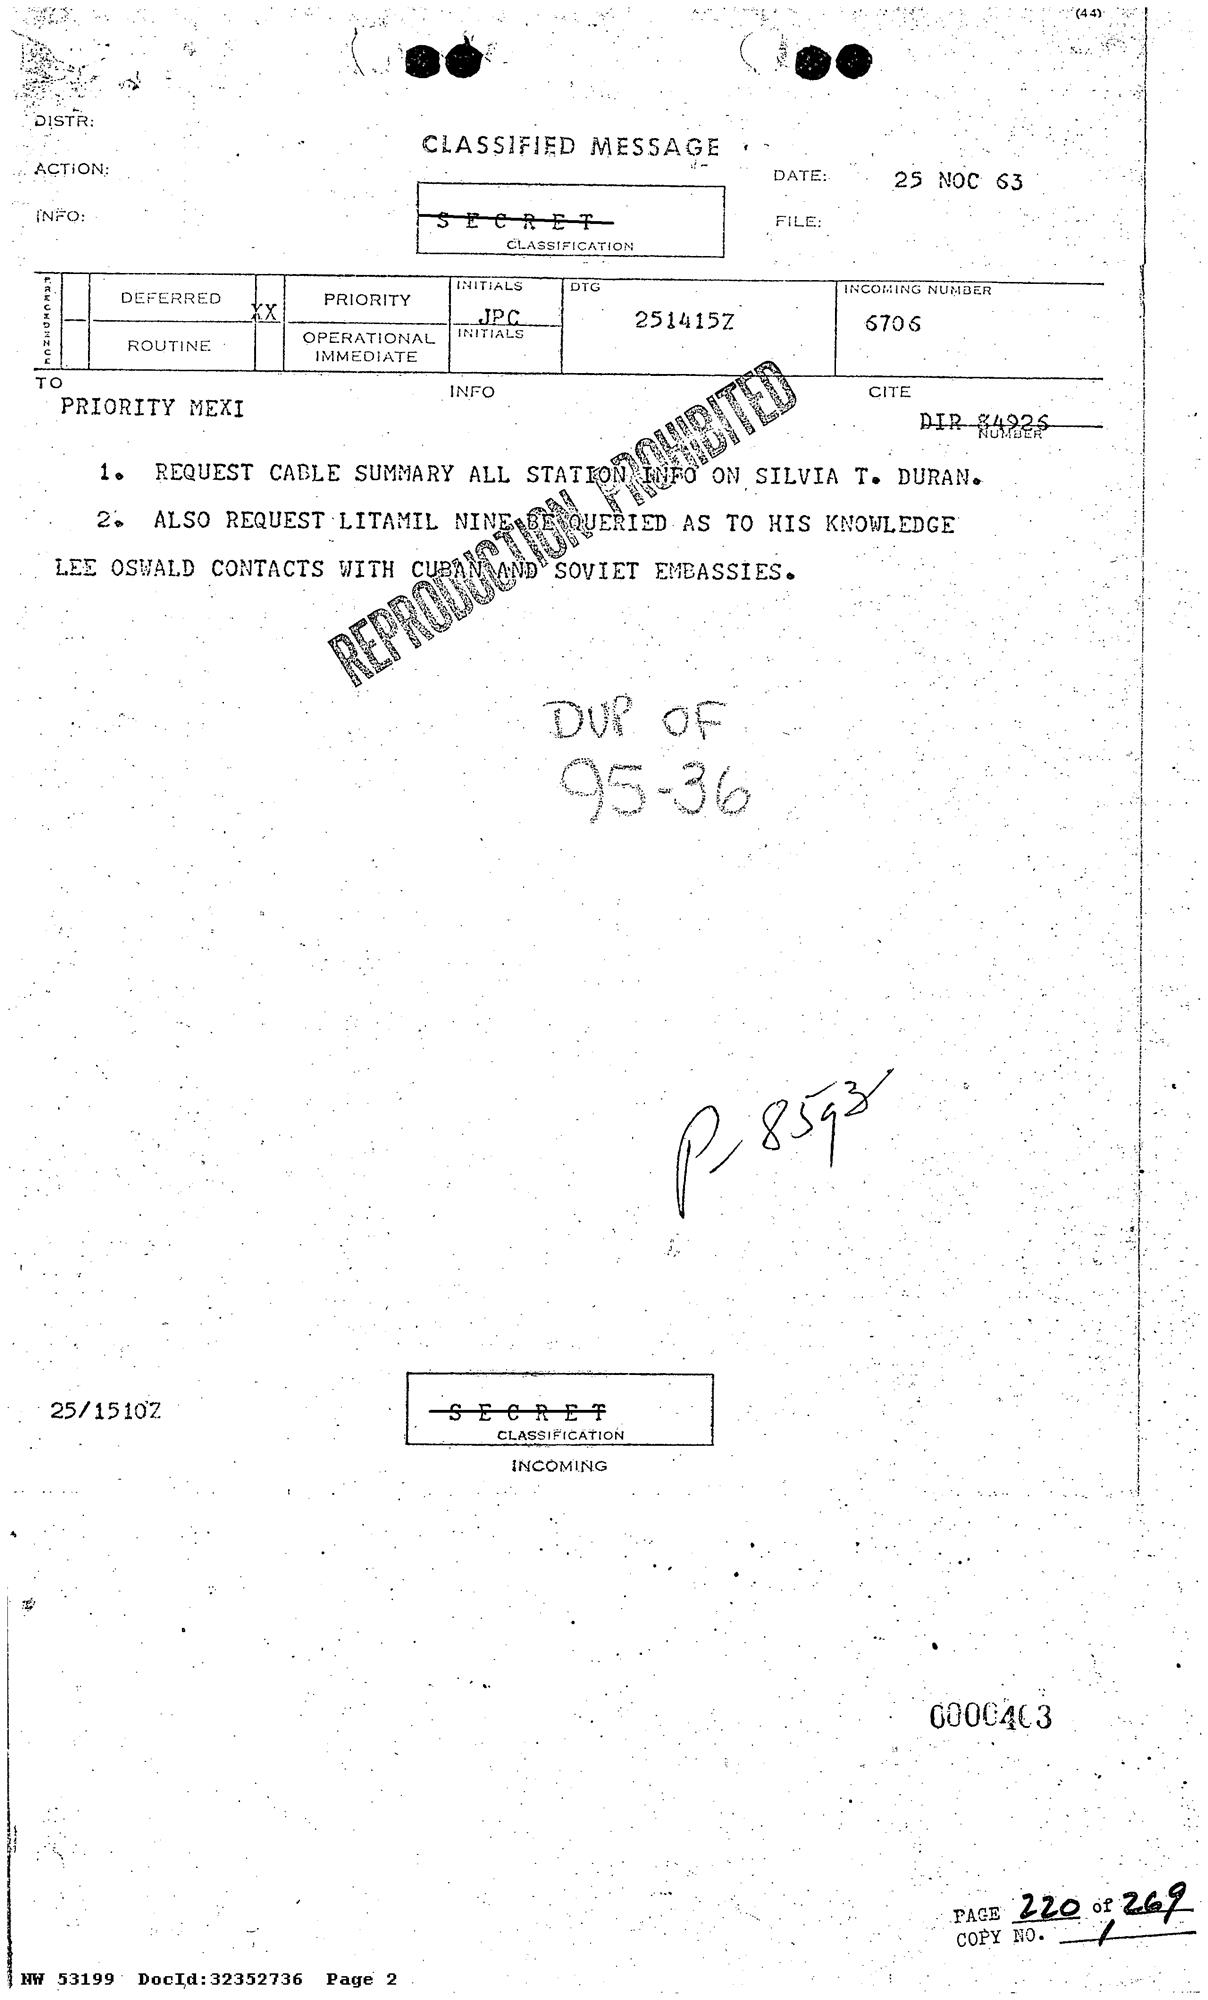 (44)
DISTR:
CLASSIFIED MESSAGE
ACTION:
DATE: 25 NOC 63
INFO:
S E C R E T
CLASSIFICATION
FILE:
PRECEDENCE
DEFERRED
XX
PRIORITY
INITIALS
JPC
DTG
251415Z
INCOMING NUMBER
6706
ROUTINE
OPERATIONAL
IMMEDIATE
INITIALS
TO
INFO
CITE
PRIORITY MEXI
DIR 84926
NUMBER
1. REQUEST CABLE SUMMARY ALL STATION INFO ON SILVIA T. DURAN.
2. ALSO REQUEST LITAMIL NINE BE QUERIED AS TO HIS KNOWLEDGE
LEE OSWALD CONTACTS WITH CUBAN AND SOVIET EMBASSIES.
REPRODUCTION PROHIBITED
DUP OF
95-36
P-8593
25/1510Z
S E C R E T
CLASSIFICATION
INCOMING
0000403
PAGE 220 of 269
COPY NO. 1
NW 53199 DocId:32352736 Page 2